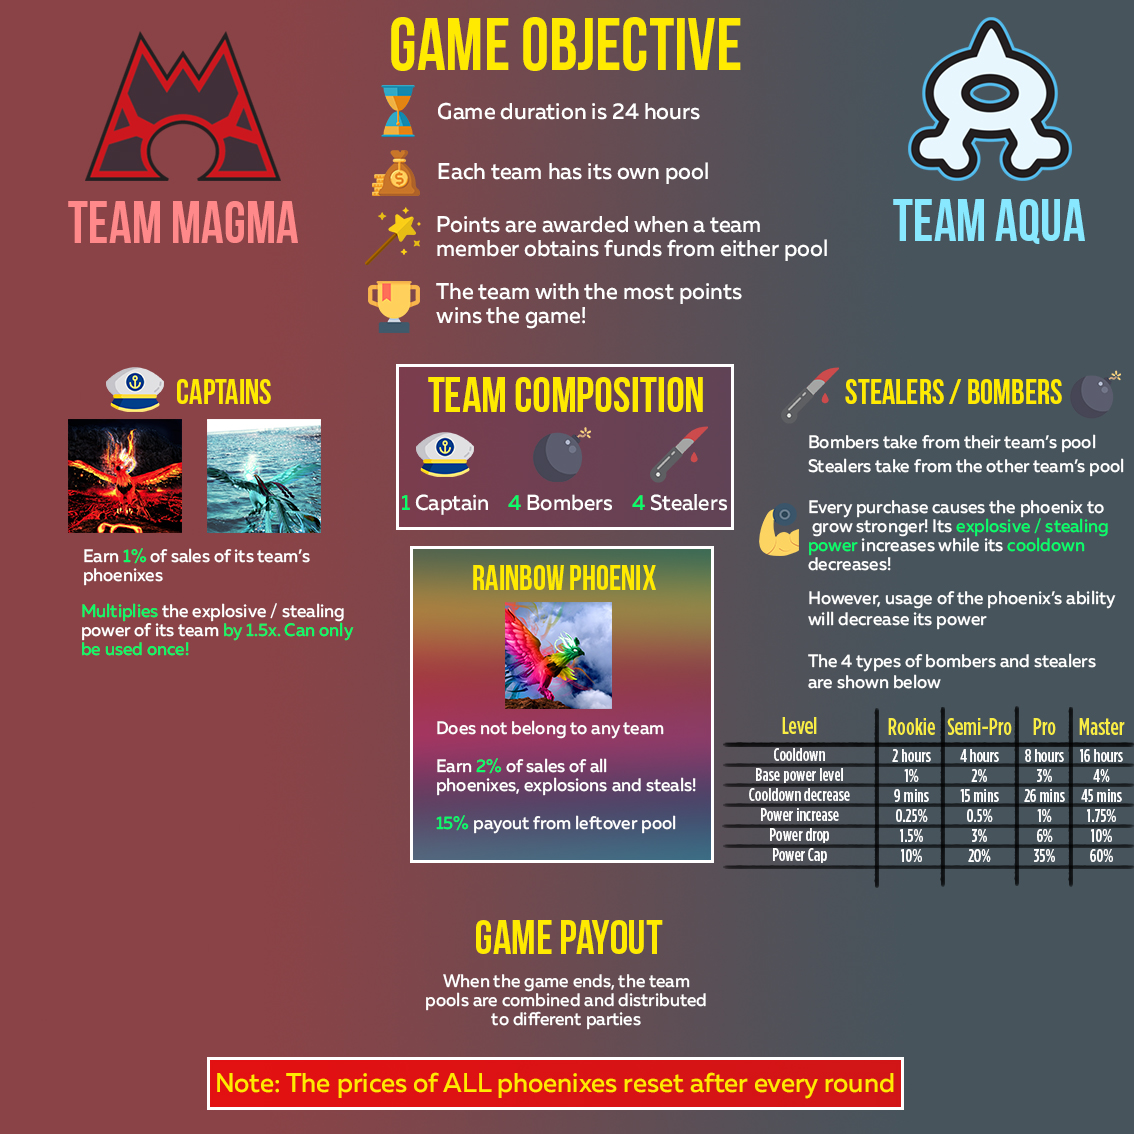 GAME OBJECTIVE
Game duration is 24 hours
Each team has its own pool
Points are awarded when a team
member obtains funds from either pool
The team with the most points
wins the game!
TEAM MAGMA
TEAM AQUA
CAPTAINS
Earn 1% of sales of its team's
phoenixes
Multiplies the explosive / stealing
power of its team by 1.5x. Can only
be used once!
TEAM COMPOSITION
1 Captain 4 Bombers 4 Stealers
RAINBOW PHOENIX
Does not belong to any team
Earn 2% of sales of all
phoenixes, explosions and steals!
15% payout from leftover pool
STEALERS / BOMBERS
Bombers take from their team's pool
Stealers take from the other team's pool
Every purchase causes the phoenix to
grow stronger! Its explosive / stealing
power increases while its cooldown
decreases!
However, usage of the phoenix's ability
will decrease its power
The 4 types of bombers and stealers
are shown below
Level Rookie Semi-Pro Pro Master
Cooldown 2 hours 4 hours 8 hours 16 hours
Base power level 1% 2% 3% 4%
Cooldown decrease 9 mins 15 mins 26 mins 45 mins
Power increase 0.25% 0.5% 1% 1.75%
Power drop 1.5% 3% 6% 10%
Power Cap 10% 20% 35% 60%
GAME PAYOUT
When the game ends, the team
pools are combined and distributed
to different parties
Note: The prices of ALL phoenixes reset after every round